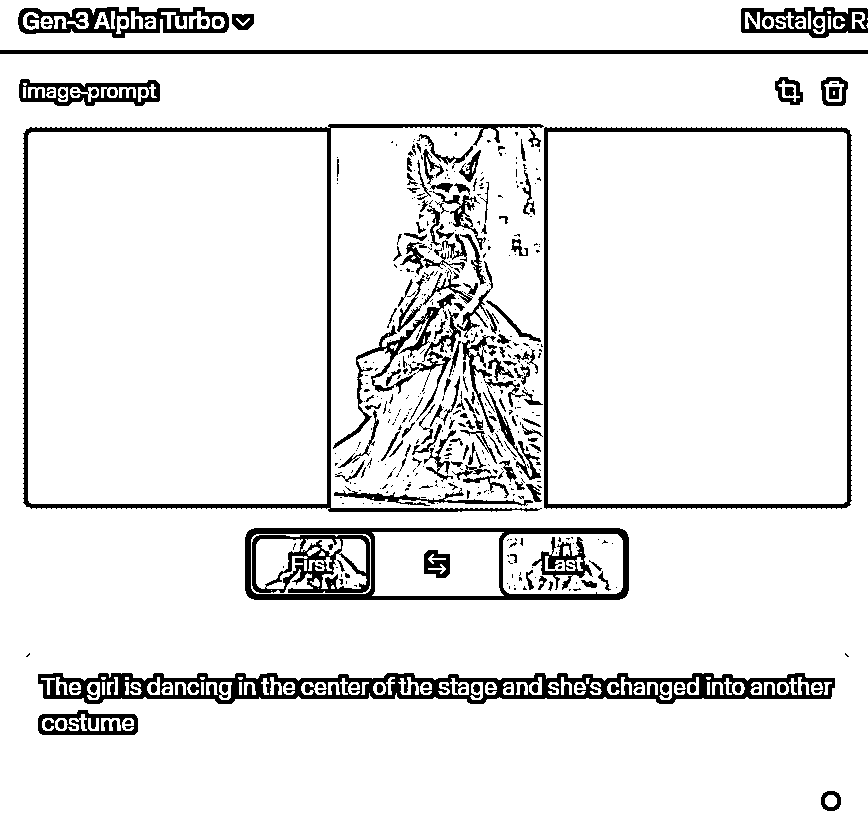 Gen-3 Alpha Turbo
Nostalgic R
image-prompt
First
Last
The girl is dancing in the center of the stage and she's changed into another
costume